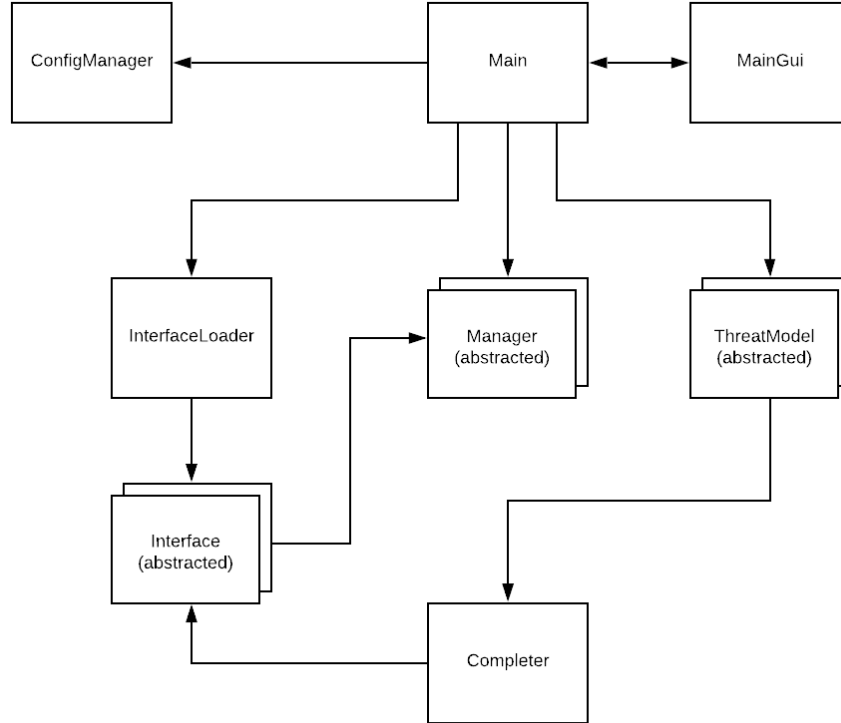 ConfigManager
Main
MainGui
InterfaceLoader
Manager
(abstracted)
ThreatModel
(abstracted)
Interface
(abstracted)
Completer